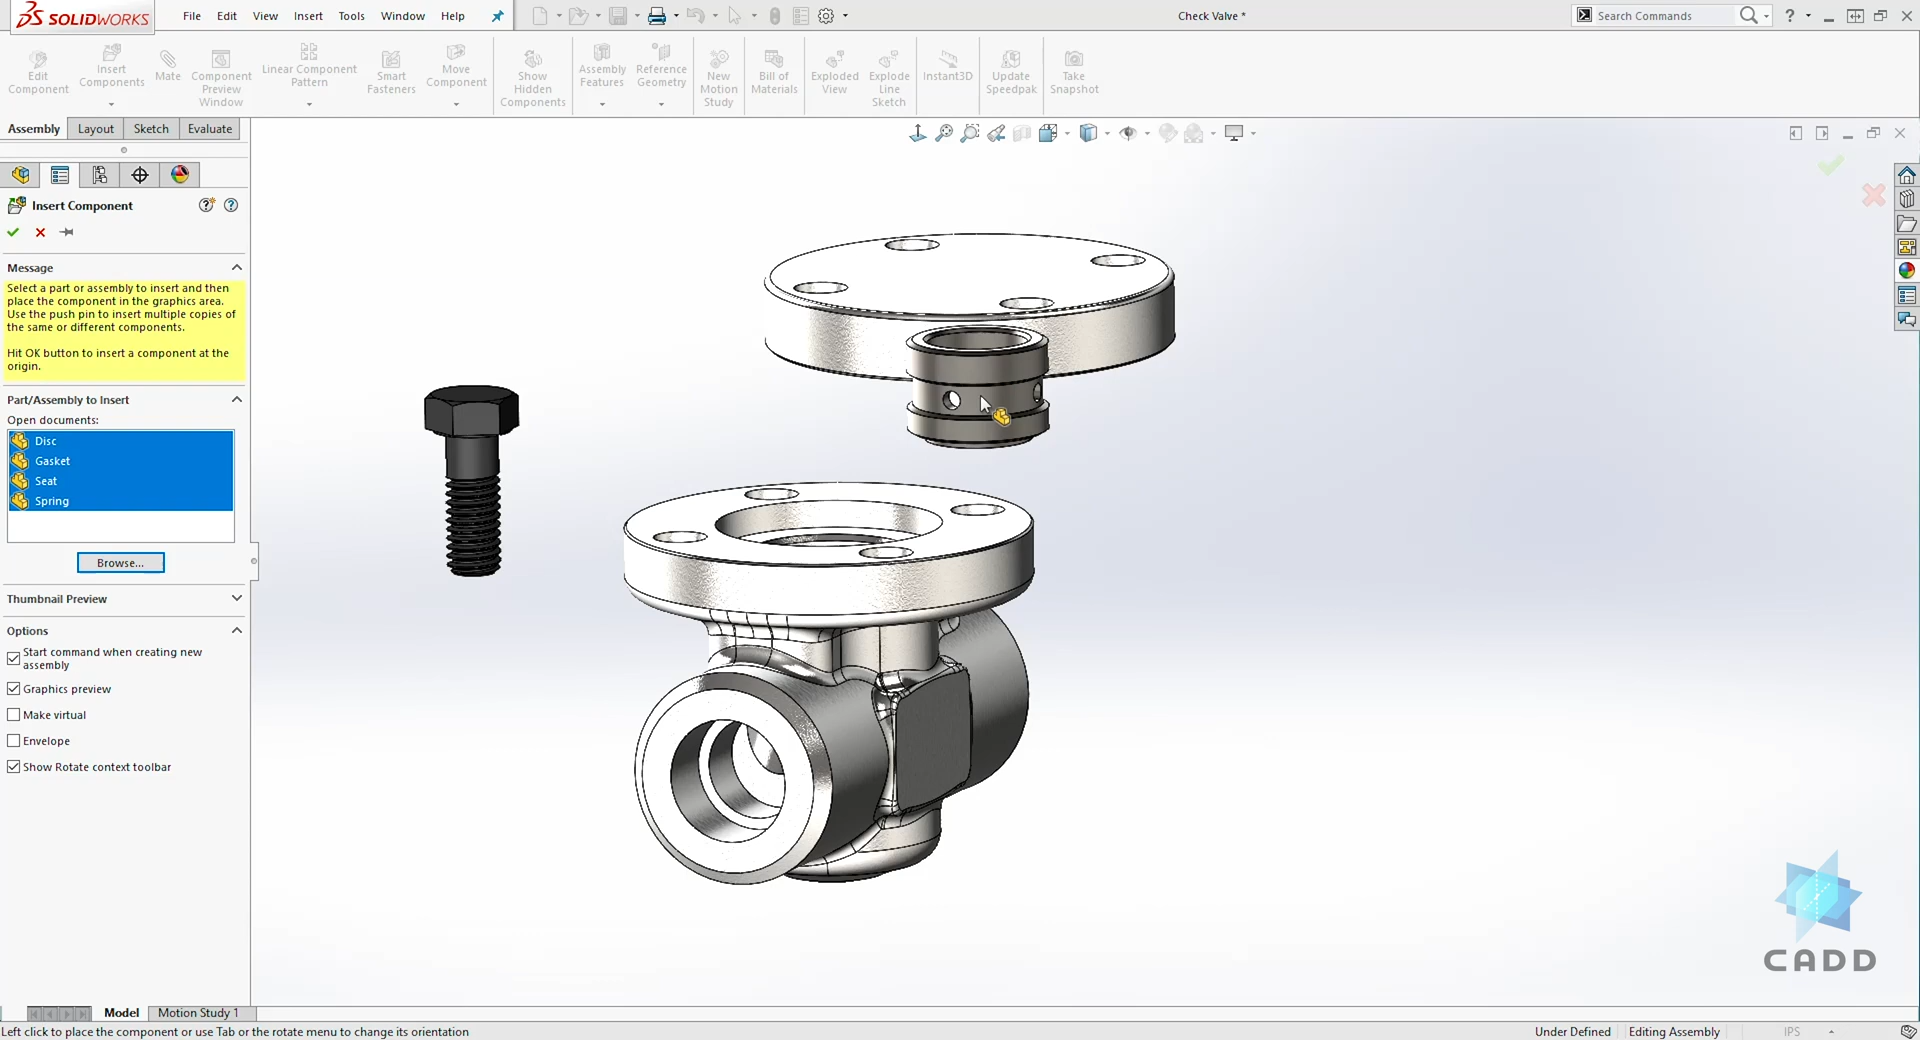 SOLIDWORKS File Edit View Insert Tools Window Help Check Valve * Search Commands ?
Edit Component
Insert Components
Mate
Component Preview Window
Linear Component Pattern
Smart Fasteners
Move Component
Show Hidden Components
Assembly Features
Reference Geometry
New Motion Study
Bill of Materials
Exploded View
Explode Line Sketch
Instant3D
Update Speedpak
Take Snapshot
Assembly Layout Sketch Evaluate
Insert Component
Message
Select a part or assembly to insert and then
place the component in the graphics area.
Use the push pin to insert multiple copies of
the same or different components.
Hit OK button to insert a component at the
origin.
Part/Assembly to Insert
Open documents:
Disc
Gasket
Seat
Spring
Browse...
Thumbnail Preview
Options
Start command when creating new
assembly
Graphics preview
Make virtual
Envelope
Show Rotate context toolbar
CADD
Model Motion Study 1
Left click to place the component or use Tab or the rotate menu to change its orientation Under Defined Editing Assembly IPS